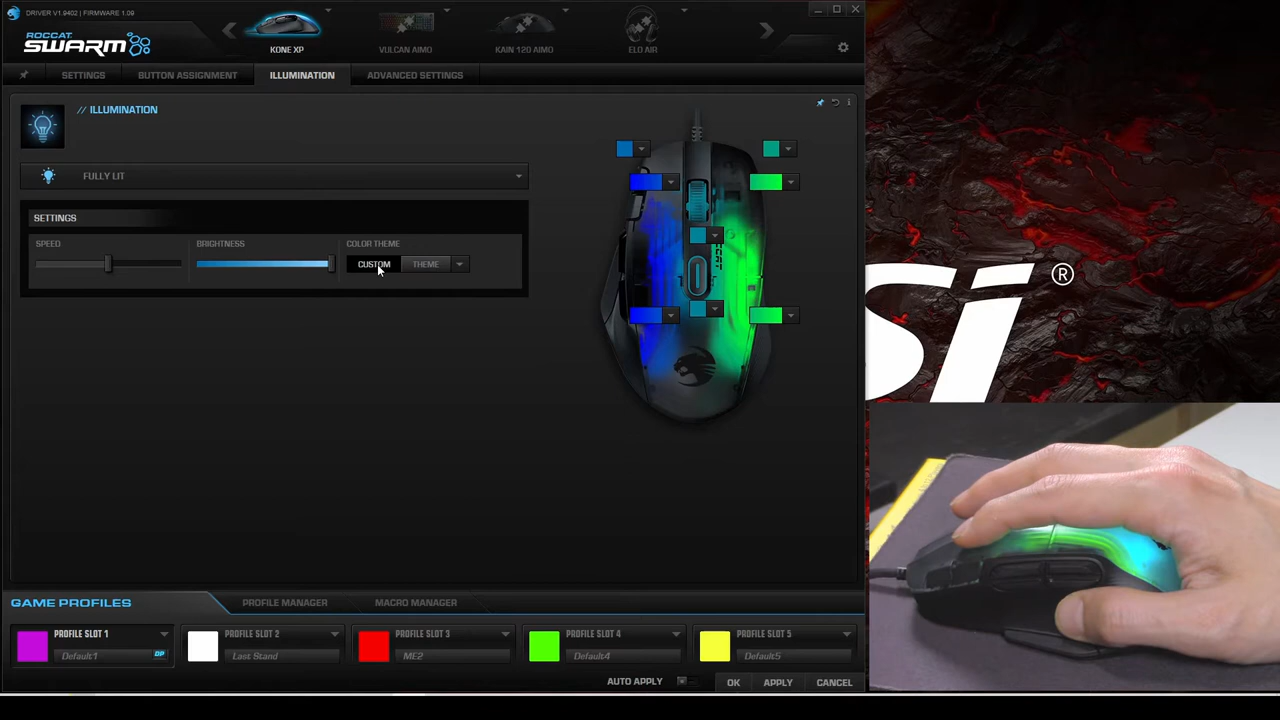 DRIVER V1.9402 | FIRMWARE 1.09
ROCCAT
SWARM
KONE XP
VULCAN AIMO
KAIN 120 AIMO
ELO AIR
SETTINGS
BUTTON ASSIGNMENT
ILLUMINATION
ADVANCED SETTINGS
// ILLUMINATION
FULLY LIT
SETTINGS
SPEED
BRIGHTNESS
COLOR THEME
CUSTOM
THEME
si ®
GAME PROFILES
PROFILE MANAGER
MACRO MANAGER
PROFILE SLOT 1
Default1
DP
PROFILE SLOT 2
Last Stand
PROFILE SLOT 3
ME2
PROFILE SLOT 4
Default4
PROFILE SLOT 5
Default5
AUTO APPLY
OK
APPLY
CANCEL